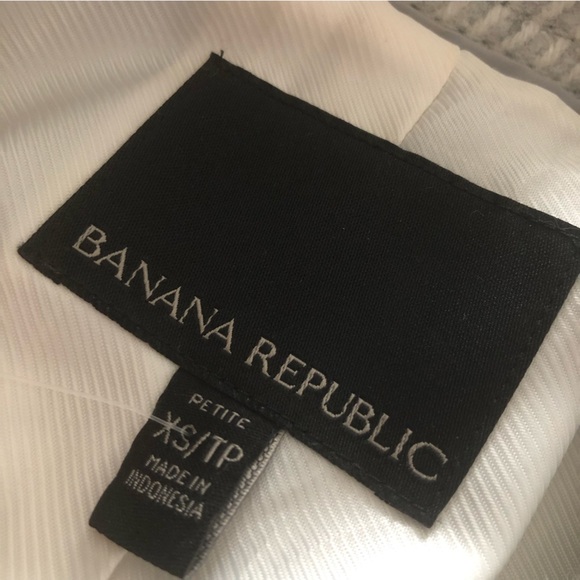 BANANA REPUBLIC
PETITE
XS/TP
MADE IN
INDONESIA